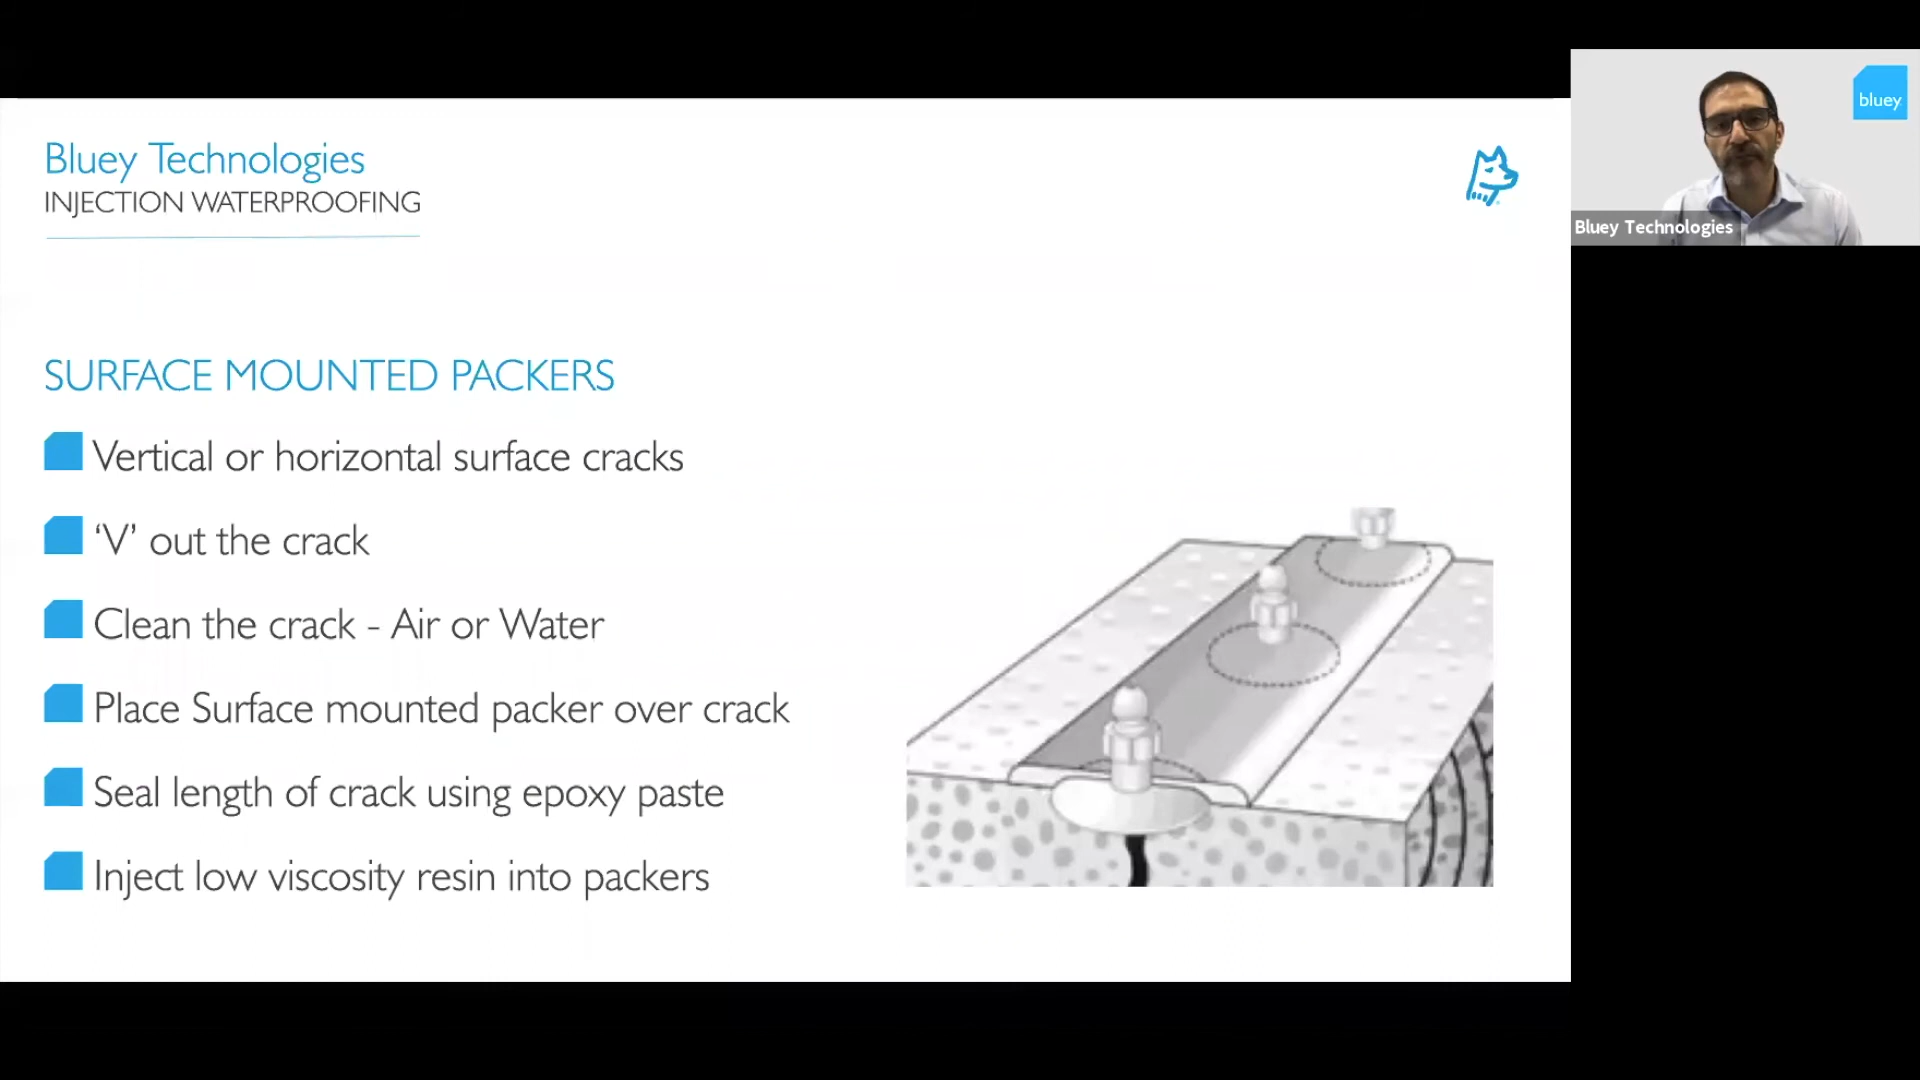 Bluey Technologies
INJECTION WATERPROOFING
SURFACE MOUNTED PACKERS
Vertical or horizontal surface cracks
‘V’ out the crack
Clean the crack - Air or Water
Place Surface mounted packer over crack
Seal length of crack using epoxy paste
Inject low viscosity resin into packers
bluey
Bluey Technologies